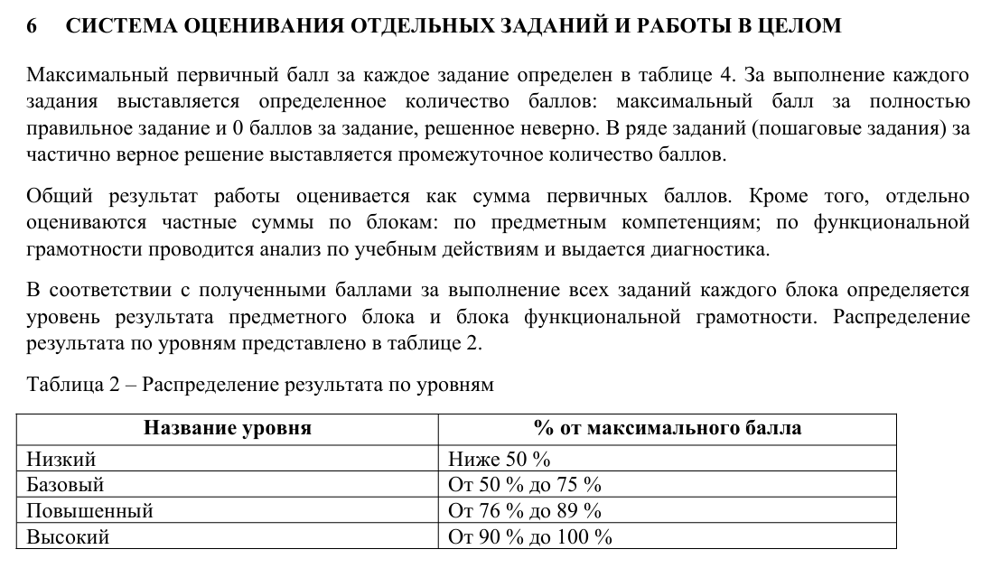 6 СИСТЕМА ОЦЕНИВАНИЯ ОТДЕЛЬНЫХ ЗАДАНИЙ И РАБОТЫ В ЦЕЛОМ
Максимальный первичный балл за каждое задание определен в таблице 4. За выполнение каждого
задания выставляется определенное количество баллов: максимальный балл за полностью
правильное задание и 0 баллов за задание, решенное неверно. В ряде заданий (пошаговые задания) за
частично верное решение выставляется промежуточное количество баллов.
Общий результат работы оценивается как сумма первичных баллов. Кроме того, отдельно
оцениваются частные суммы по блокам: по предметным компетенциям; по функциональной
грамотности проводится анализ по учебным действиям и выдается диагностика.
В соответствии с полученными баллами за выполнение всех заданий каждого блока определяется
уровень результата предметного блока и блока функциональной грамотности. Распределение
результата по уровням представлено в таблице 2.
Таблица 2 – Распределение результата по уровням
Название уровня % от максимального балла
Низкий Ниже 50 %
Базовый От 50 % до 75 %
Повышенный От 76 % до 89 %
Высокий От 90 % до 100 %